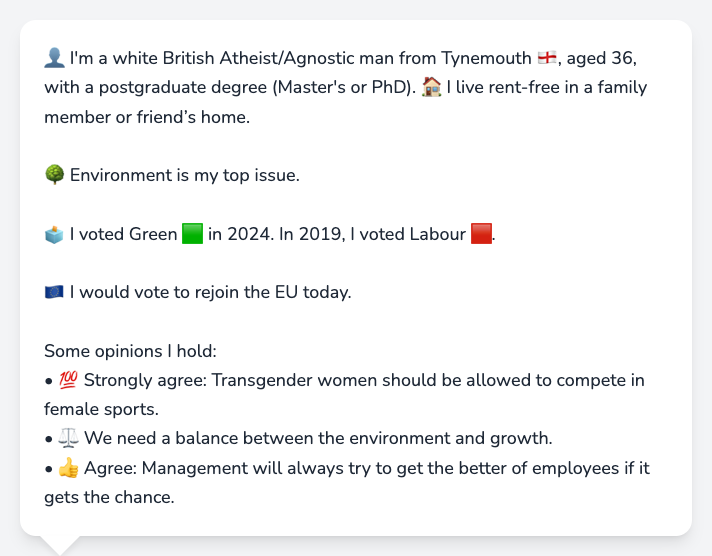 👤 I'm a white British Atheist/Agnostic man from Tynemouth 🏴󠁧󠁢󠁥󠁮󠁧󠁿, aged 36,
with a postgraduate degree (Master's or PhD). 🏠 I live rent-free in a family
member or friend’s home.
🌳 Environment is my top issue.
🗳️ I voted Green 🟩 in 2024. In 2019, I voted Labour 🟥.
🇪🇺 I would vote to rejoin the EU today.
Some opinions I hold:
• 💯 Strongly agree: Transgender women should be allowed to compete in
female sports.
• ⚖️ We need a balance between the environment and growth.
• 👍 Agree: Management will always try to get the better of employees if it
gets the chance.